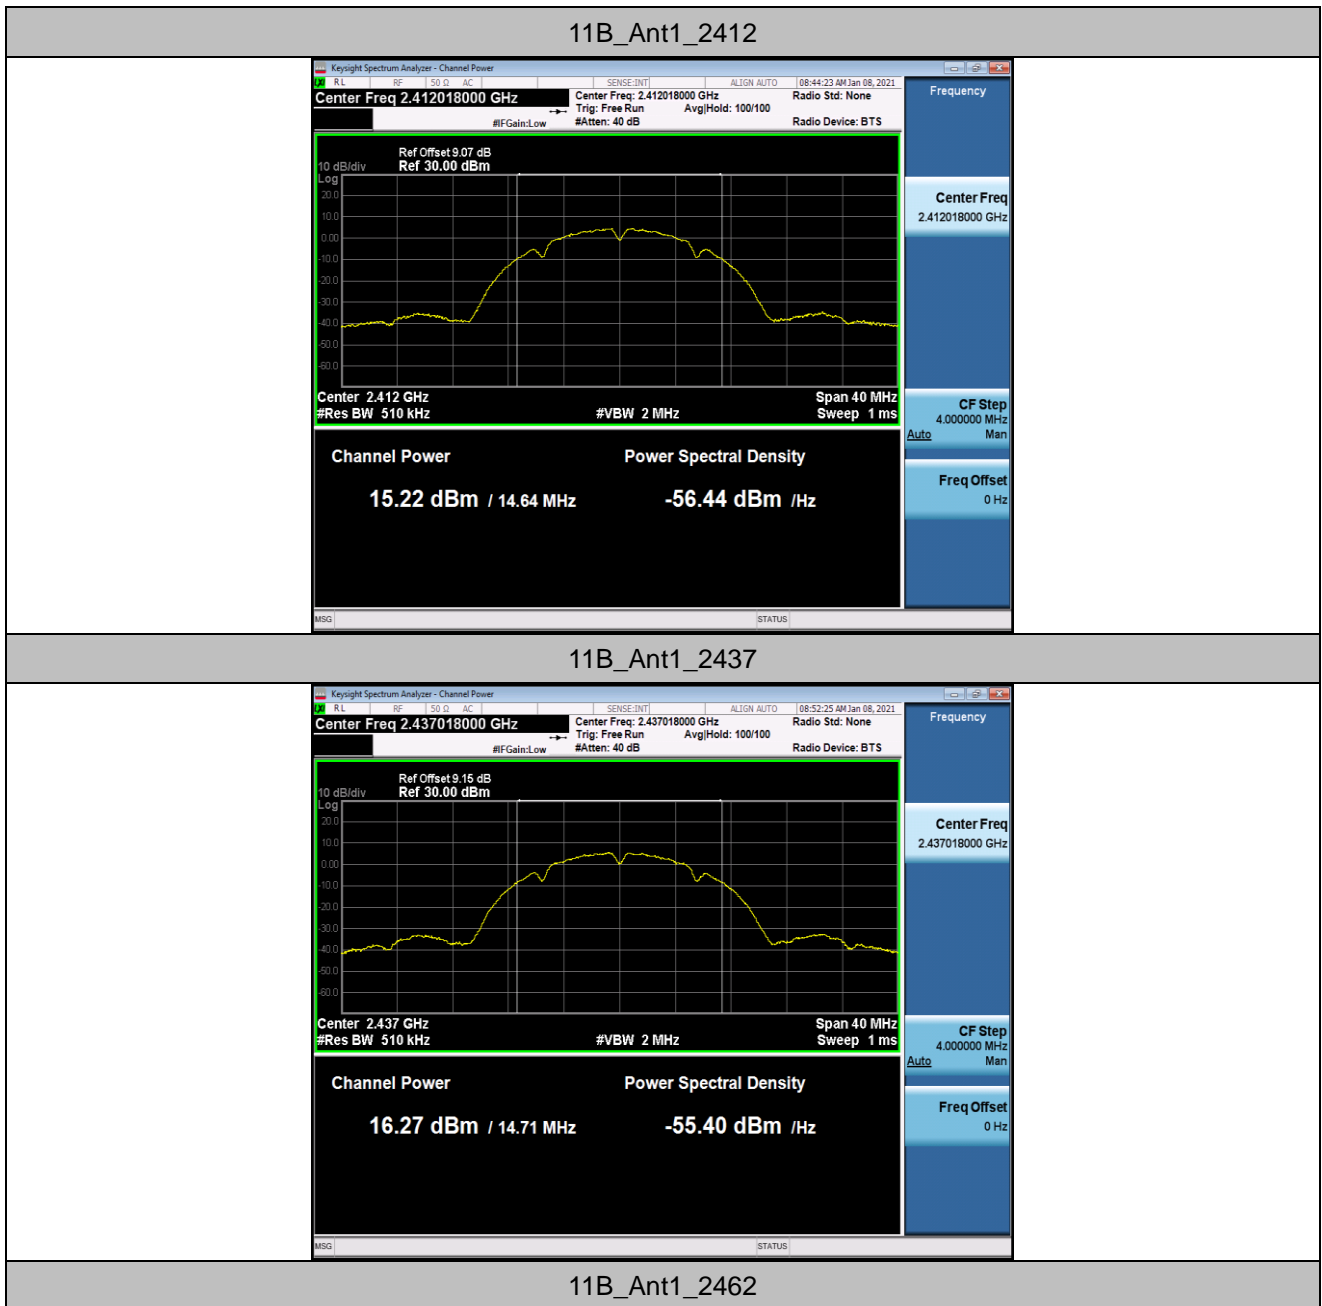 11B_Ant1_2412
Keysight Spectrum Analyzer - Channel Power
RL RF 50 Ω AC SENSE:INT ALIGN AUTO 08:44:23 AM Jan 08, 2021
Center Freq 2.412018000 GHz
Center Freq: 2.412018000 GHz Radio Std: None
Trig: Free Run Avg|Hold: 100/100
#IFGain:Low #Atten: 40 dB Radio Device: BTS
Frequency
Ref Offset 9.07 dB
10 dB/div Ref 30.00 dBm
Log
20.0
10.0
0.00
-10.0
-20.0
-30.0
-40.0
-50.0
-60.0
Center 2.412 GHz Span 40 MHz
#Res BW 510 kHz #VBW 2 MHz Sweep 1 ms
Center Freq
2.412018000 GHz
CF Step
4.000000 MHz
Auto Man
Freq Offset
0 Hz
Channel Power Power Spectral Density
15.22 dBm / 14.64 MHz -56.44 dBm /Hz
MSG STATUS
11B_Ant1_2437
Keysight Spectrum Analyzer - Channel Power
RL RF 50 Ω AC SENSE:INT ALIGN AUTO 08:52:25 AM Jan 08, 2021
Center Freq 2.437018000 GHz
Center Freq: 2.437018000 GHz Radio Std: None
Trig: Free Run Avg|Hold: 100/100
#IFGain:Low #Atten: 40 dB Radio Device: BTS
Frequency
Ref Offset 9.15 dB
10 dB/div Ref 30.00 dBm
Log
20.0
10.0
0.00
-10.0
-20.0
-30.0
-40.0
-50.0
-60.0
Center 2.437 GHz Span 40 MHz
#Res BW 510 kHz #VBW 2 MHz Sweep 1 ms
Center Freq
2.437018000 GHz
CF Step
4.000000 MHz
Auto Man
Freq Offset
0 Hz
Channel Power Power Spectral Density
16.27 dBm / 14.71 MHz -55.40 dBm /Hz
MSG STATUS
11B_Ant1_2462